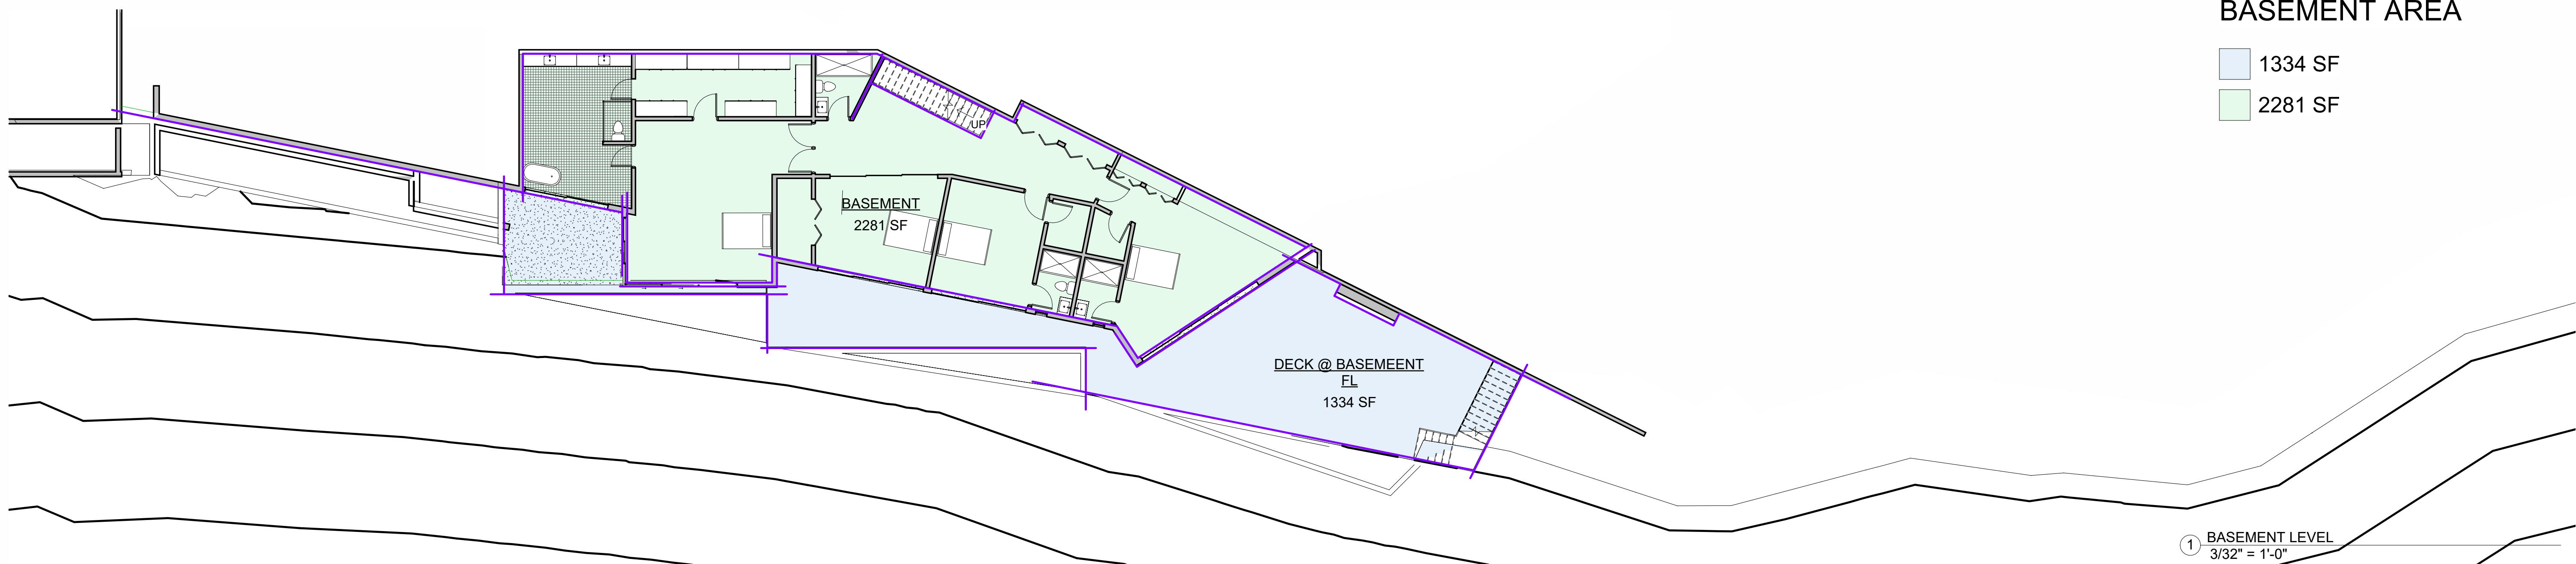 BASEMENT AREA
1334 SF
2281 SF
UP
BASEMENT
2281 SF
DECK @ BASEMEENT
FL
1334 SF
1
BASEMENT LEVEL
3/32" = 1'-0"